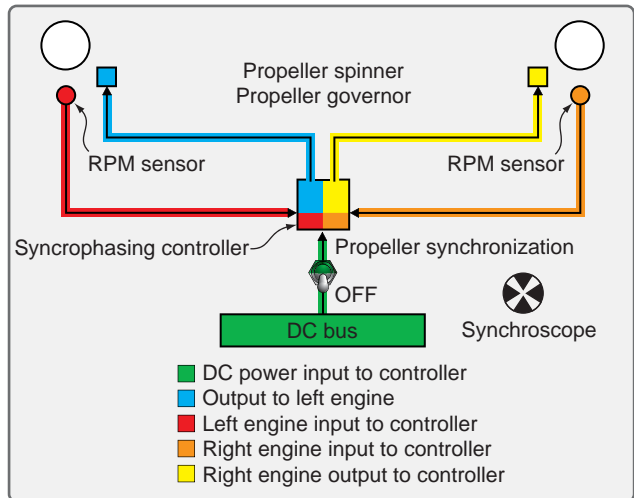 Propeller spinner
Propeller governor
RPM sensor
RPM sensor
Syncrophasing controller
Propeller synchronization
OFF
Synchroscope
DC bus
DC power input to controller
Output to left engine
Left engine input to controller
Right engine input to controller
Right engine output to controller